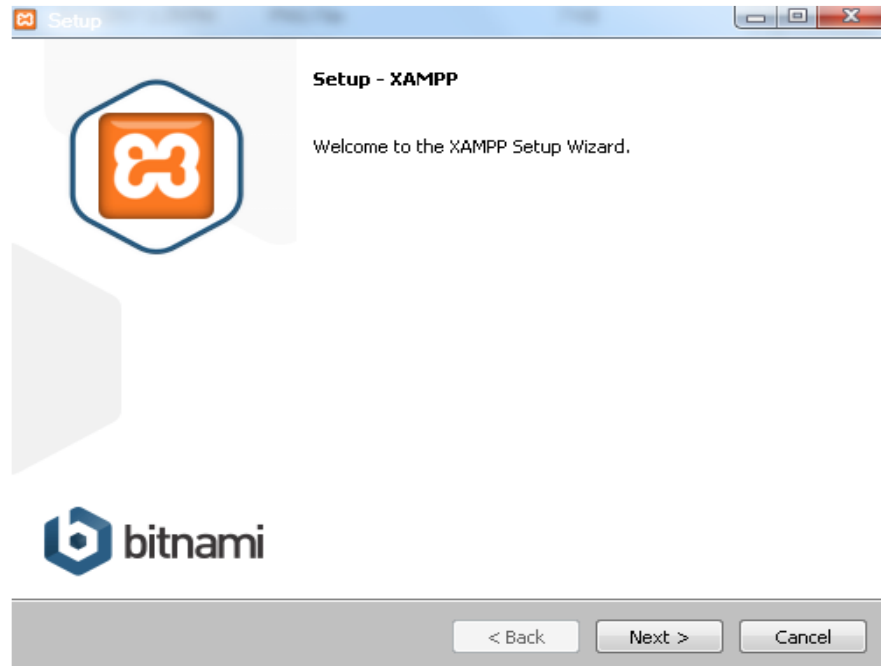 Setup
Setup - XAMPP
Welcome to the XAMPP Setup Wizard.
bitnami
< Back
Next >
Cancel